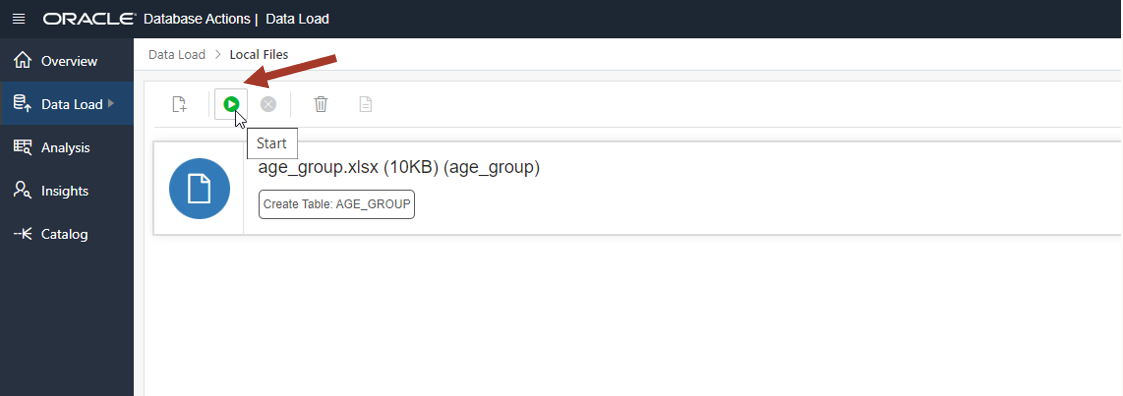 ORACLE Database Actions | Data Load
Overview
Data Load
Analysis
Insights
Catalog
Data Load > Local Files
Start
age_group.xlsx (10KB) (age_group)
Create Table: AGE_GROUP